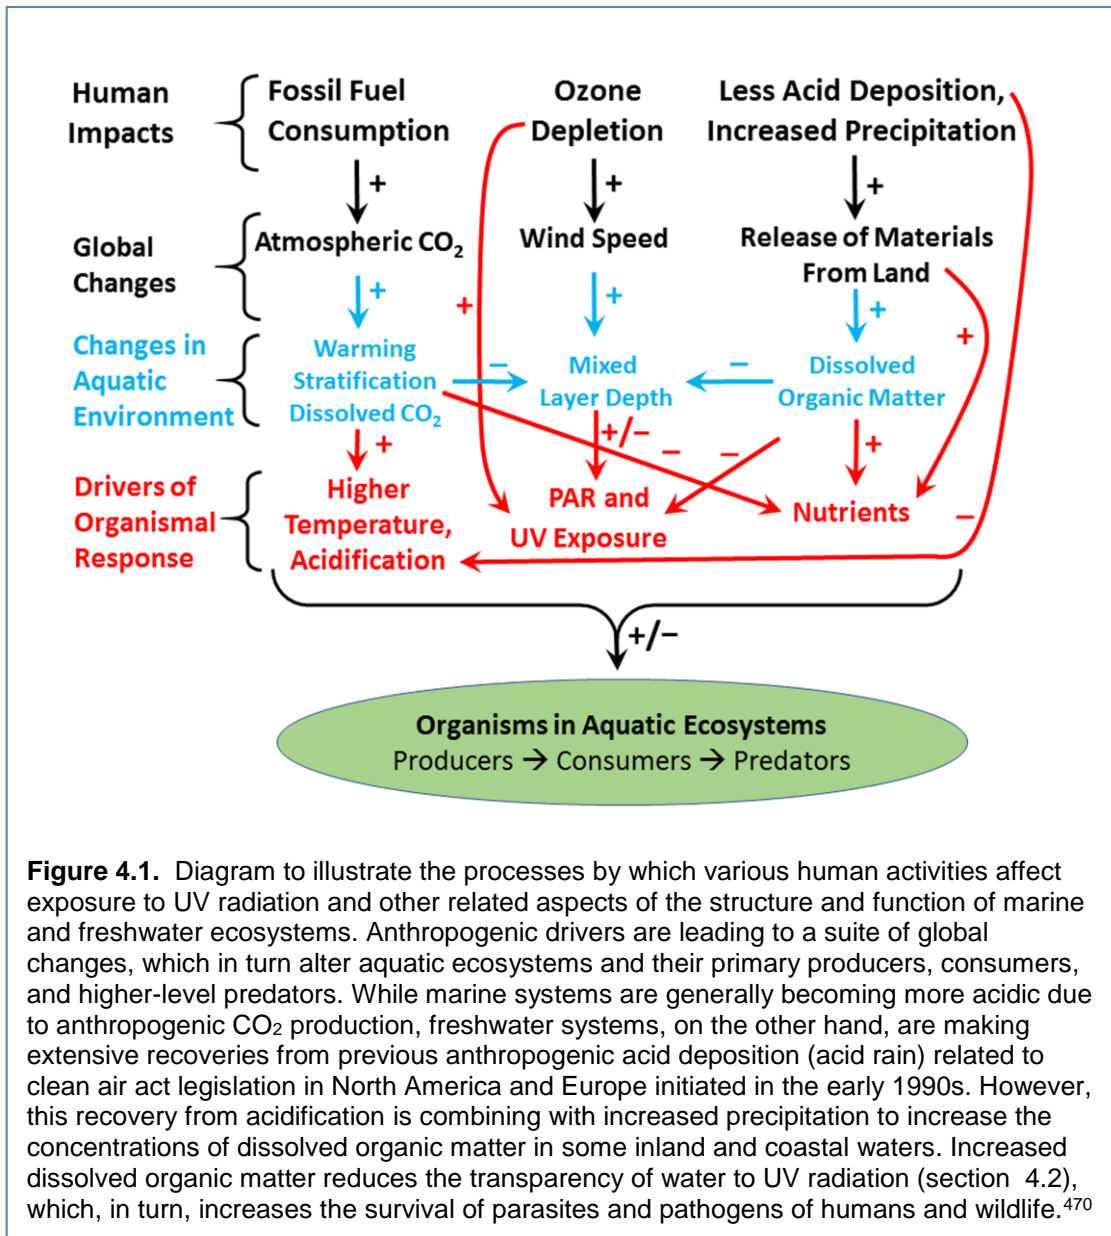 Human
Impacts
Fossil Fuel
Consumption
Ozone
Depletion
Less Acid Deposition,
Increased Precipitation
+
+
+
Global
Changes
Atmospheric CO₂
Wind Speed
Release of Materials
From Land
+
+
+
+
+
Changes in
Aquatic
Environment
Warming
Stratification
Dissolved CO₂
–
Mixed
Layer Depth
–
Dissolved
Organic Matter
+
+/–
–
–
+
Drivers of
Organismal
Response
Higher
Temperature,
Acidification
PAR and
UV Exposure
Nutrients
–
+/–
Organisms in Aquatic Ecosystems
Producers → Consumers → Predators
Figure 4.1. Diagram to illustrate the processes by which various human activities affect
exposure to UV radiation and other related aspects of the structure and function of marine
and freshwater ecosystems. Anthropogenic drivers are leading to a suite of global
changes, which in turn alter aquatic ecosystems and their primary producers, consumers,
and higher-level predators. While marine systems are generally becoming more acidic due
to anthropogenic CO₂ production, freshwater systems, on the other hand, are making
extensive recoveries from previous anthropogenic acid deposition (acid rain) related to
clean air act legislation in North America and Europe initiated in the early 1990s. However,
this recovery from acidification is combining with increased precipitation to increase the
concentrations of dissolved organic matter in some inland and coastal waters. Increased
dissolved organic matter reduces the transparency of water to UV radiation (section 4.2),
which, in turn, increases the survival of parasites and pathogens of humans and wildlife.⁴⁷⁰